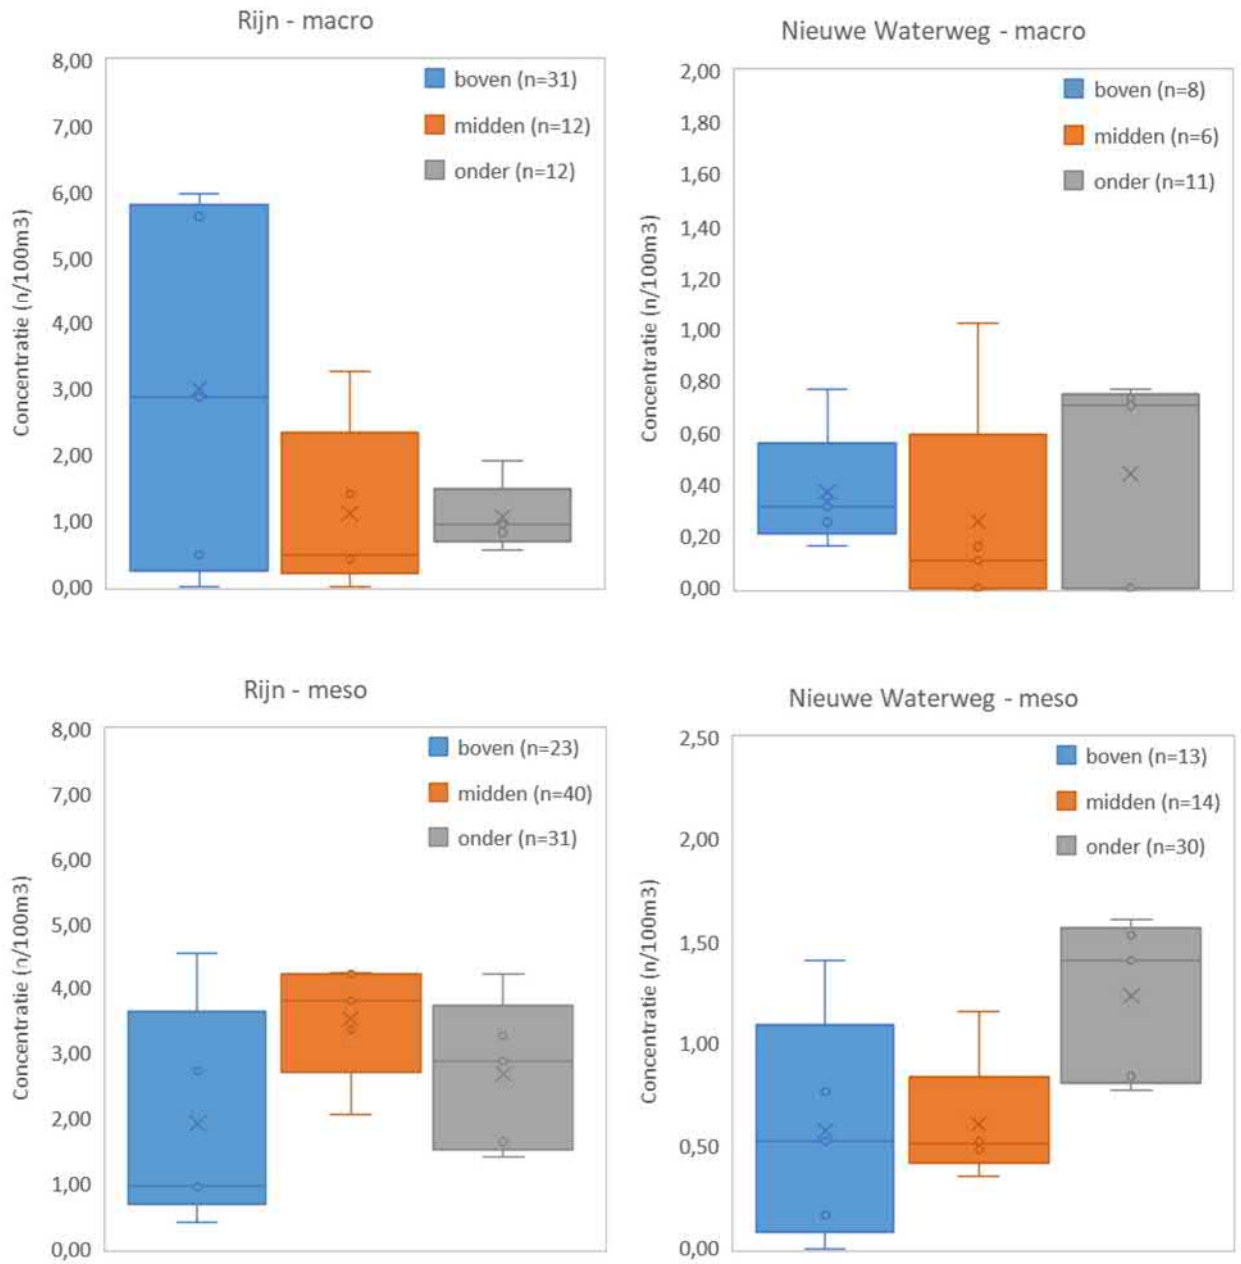 Rijn - macro
8,00
7,00
6,00
5,00
4,00
3,00
2,00
1,00
0,00
Concentratie (n/100m3)
boven (n=31)
midden (n=12)
onder (n=12)
Nieuwe Waterweg - macro
2,00
1,80
1,60
1,40
1,20
1,00
0,80
0,60
0,40
0,20
0,00
Concentratie (n/100m3)
boven (n=8)
midden (n=6)
onder (n=11)
Rijn - meso
8,00
7,00
6,00
5,00
4,00
3,00
2,00
1,00
0,00
Concentratie (n/100m3)
boven (n=23)
midden (n=40)
onder (n=31)
Nieuwe Waterweg - meso
2,50
2,00
1,50
1,00
0,50
0,00
Concentratie (n/100m3)
boven (n=13)
midden (n=14)
onder (n=30)